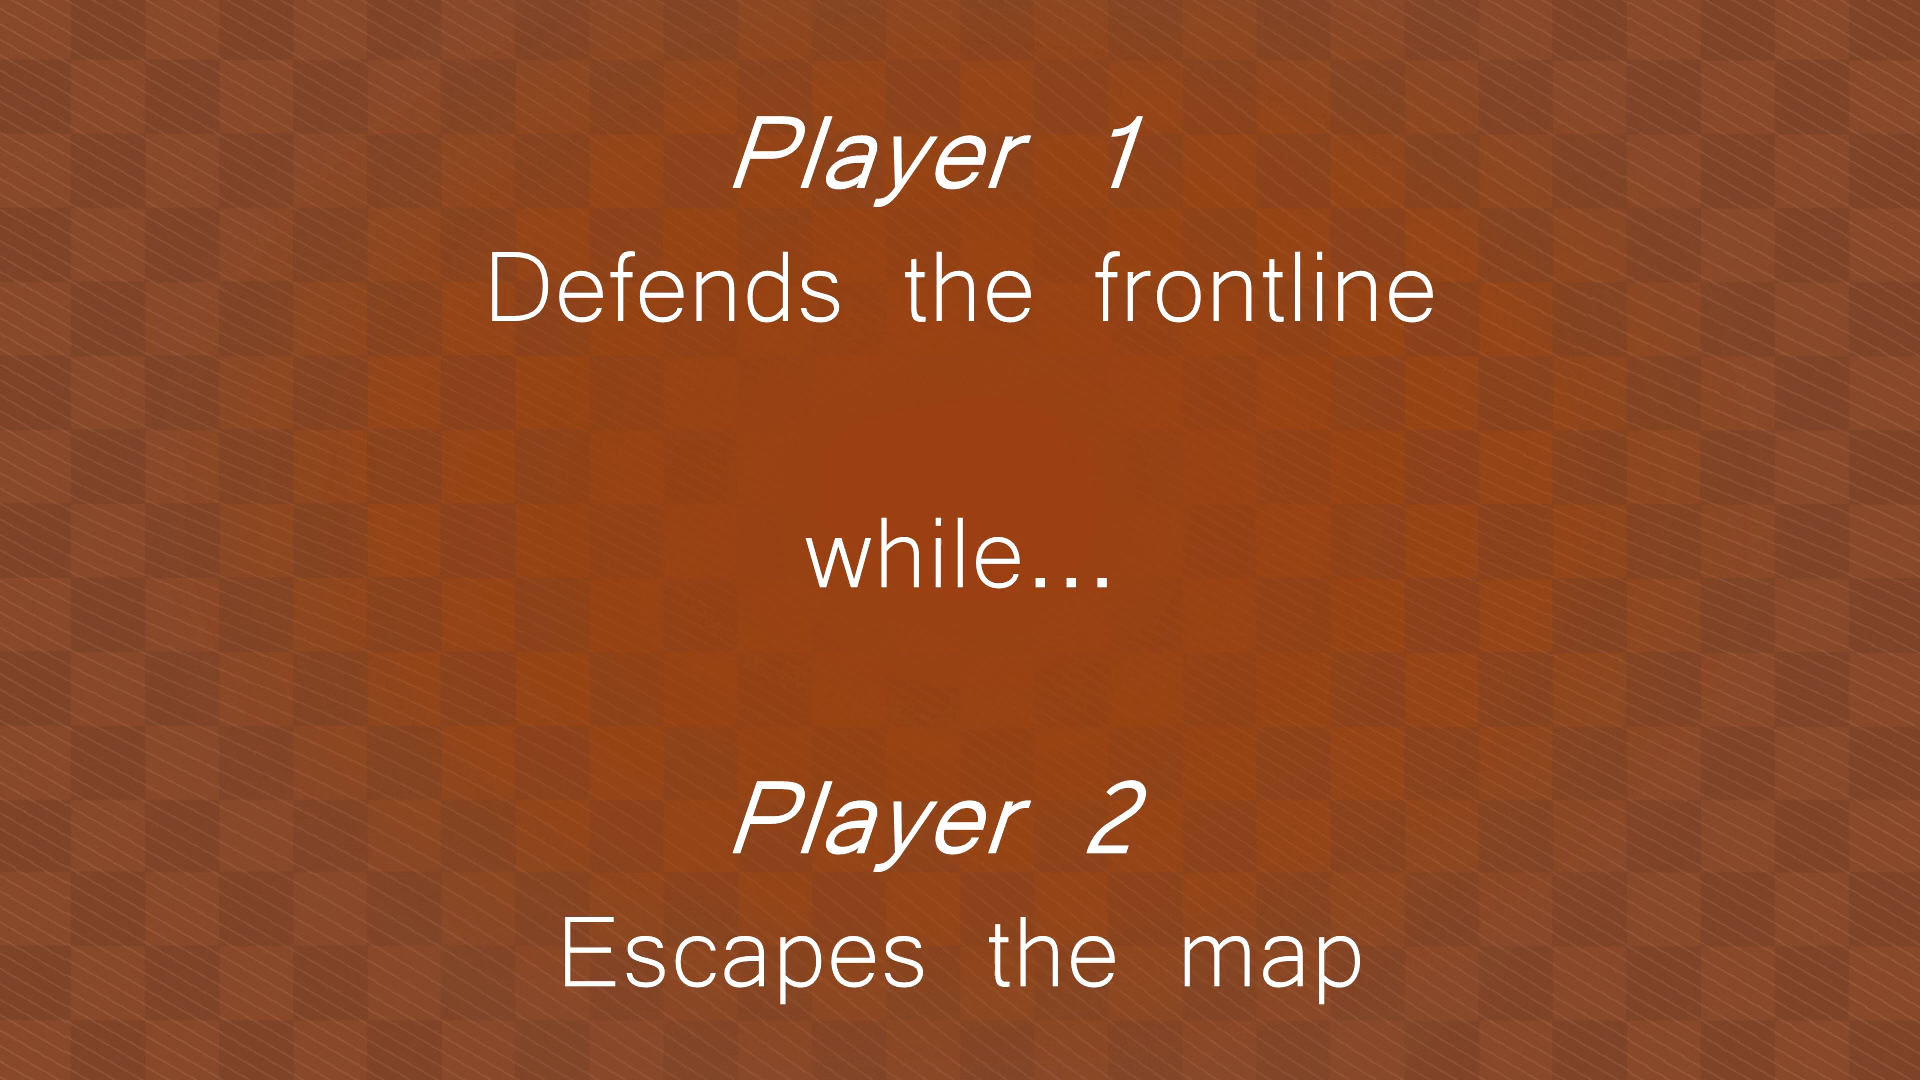 Player 1
Defends the frontline
while...
Player 2
Escapes the map